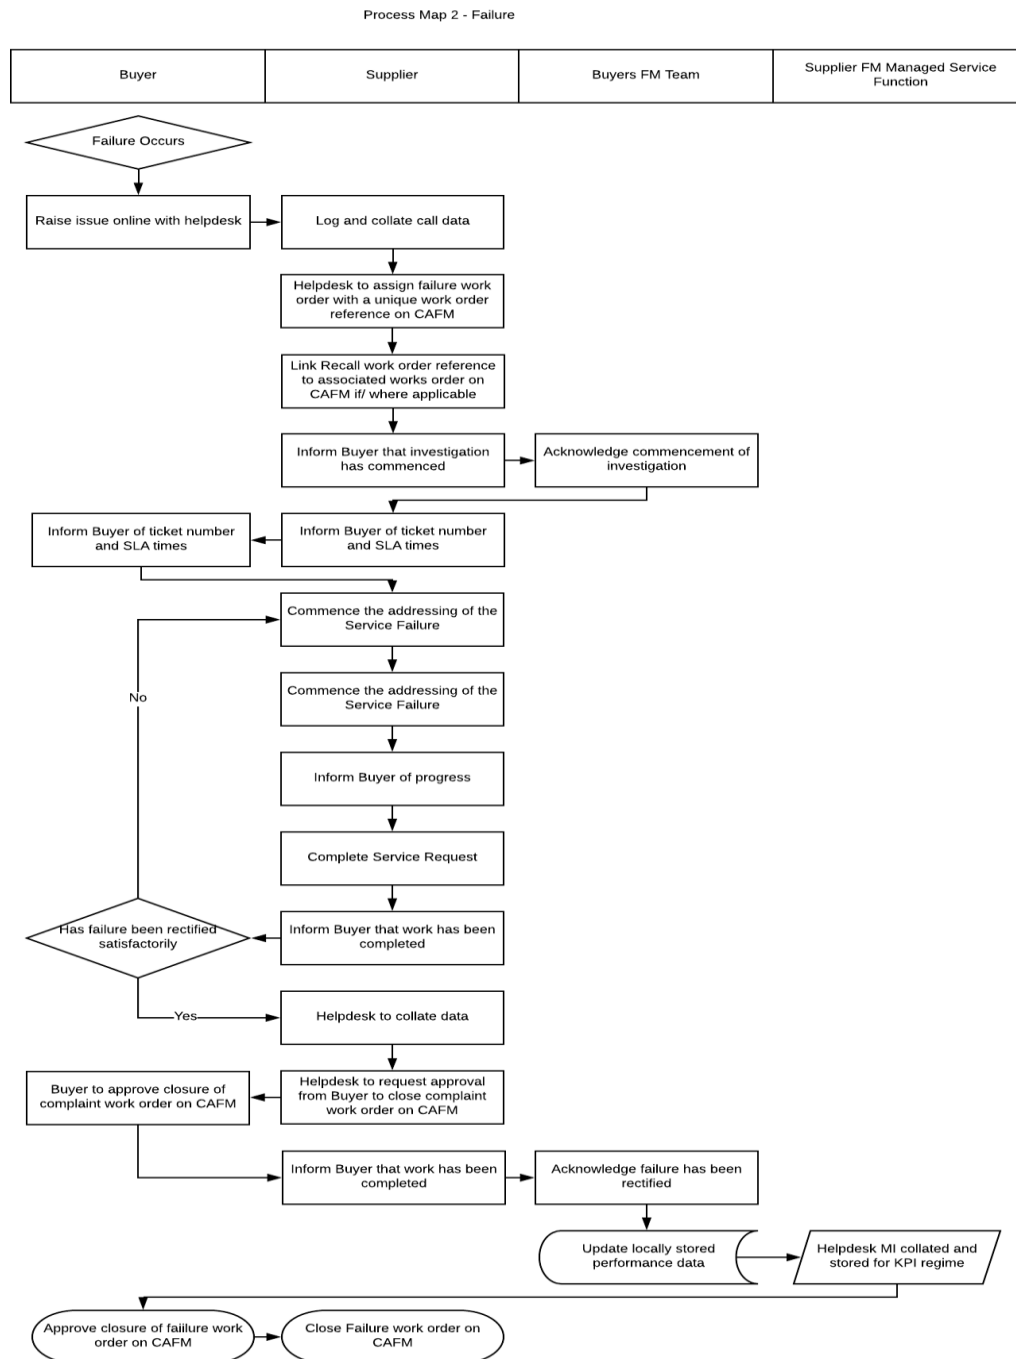 Process Map 2 - Failure
Buyer
Supplier
Buyers FM Team
Supplier FM Managed Service
Function
Failure Occurs
Raise issue online with helpdesk
Log and collate call data
Helpdesk to assign failure work
order with a unique work order
reference on CAFM
Link Recall work order reference
to associated works order on
CAFM if/ where applicable
Inform Buyer that investigation
has commenced
Acknowledge commencement of
investigation
Inform Buyer of ticket number
and SLA times
Inform Buyer of ticket number
and SLA times
Commence the addressing of the
Service Failure
No
Commence the addressing of the
Service Failure
Inform Buyer of progress
Complete Service Request
Has failure been rectified
satisfactorily
Inform Buyer that work has been
completed
Yes
Helpdesk to collate data
Buyer to approve closure of
complaint work order on CAFM
Helpdesk to request approval
from Buyer to close complaint
work order on CAFM
Inform Buyer that work has been
completed
Acknowledge failure has been
rectified
Update locally stored
performance data
Helpdesk MI collated and
stored for KPI regime
Approve closure of faiilure work
order on CAFM
Close Failure work order on
CAFM